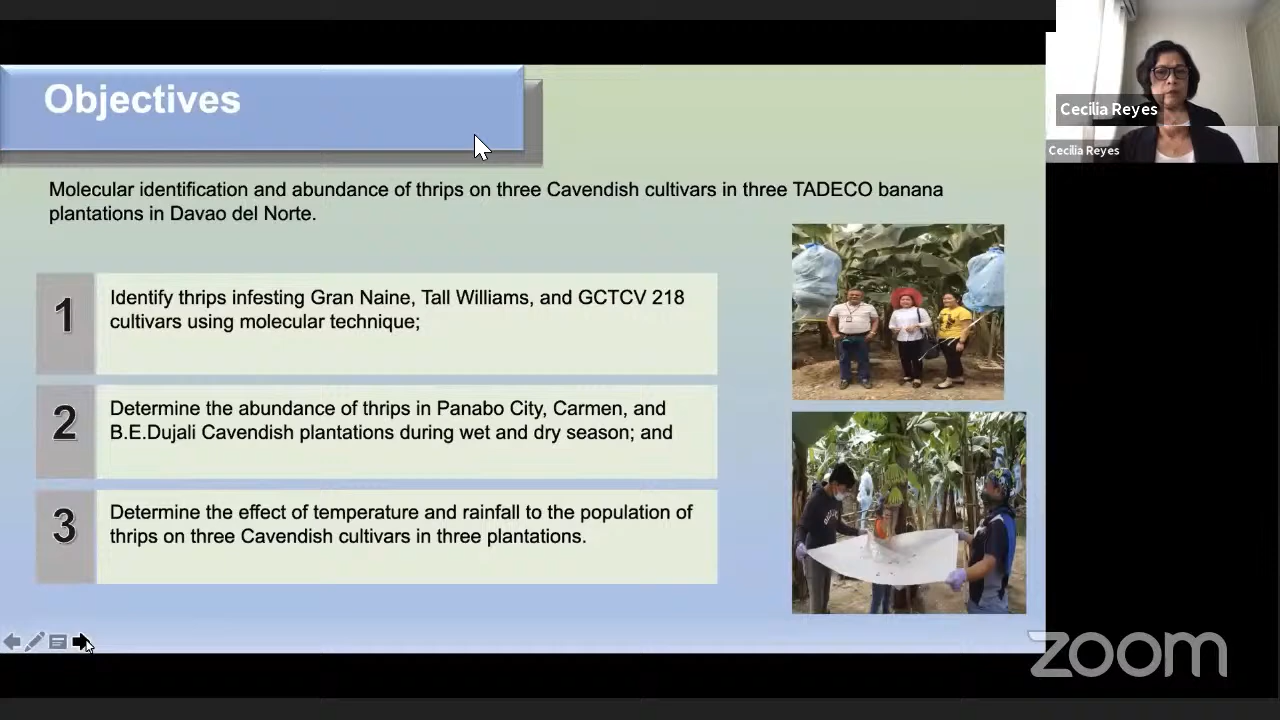 Objectives
Molecular identification and abundance of thrips on three Cavendish cultivars in three TADECO banana
plantations in Davao del Norte.
1
Identify thrips infesting Gran Naine, Tall Williams, and GCTCV 218
cultivars using molecular technique;
2
Determine the abundance of thrips in Panabo City, Carmen, and
B.E.Dujali Cavendish plantations during wet and dry season; and
3
Determine the effect of temperature and rainfall to the population of
thrips on three Cavendish cultivars in three plantations.
Cecilia Reyes
Cecilia Reyes
zoom